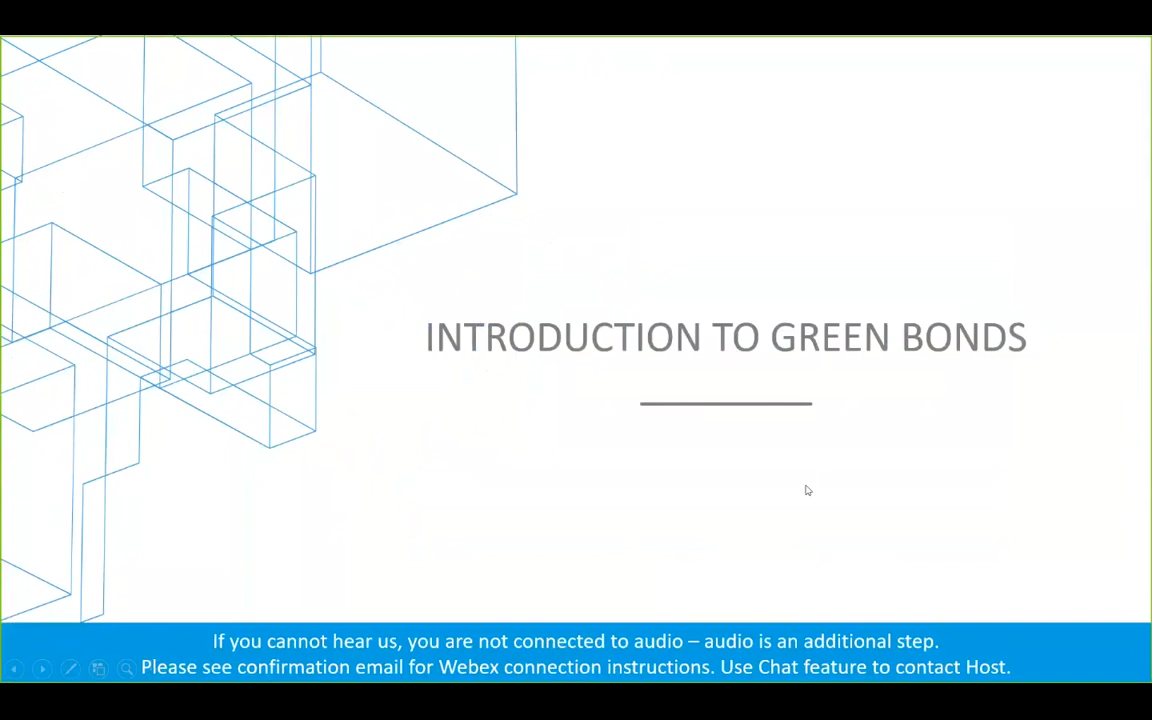 INTRODUCTION TO GREEN BONDS
If you cannot hear us, you are not connected to audio – audio is an additional step.
Please see confirmation email for Webex connection instructions. Use Chat feature to contact Host.